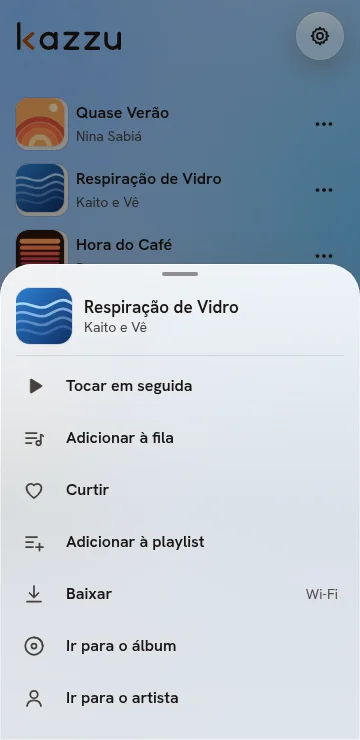 kazzu
Quase Verão
Nina Sabiá
Respiração de Vidro
Kaito e Vê
Hora do Café
Respiração de Vidro
Kaito e Vê
Tocar em seguida
Adicionar à fila
Curtir
Adicionar à playlist
Baixar
Wi-Fi
Ir para o álbum
Ir para o artista